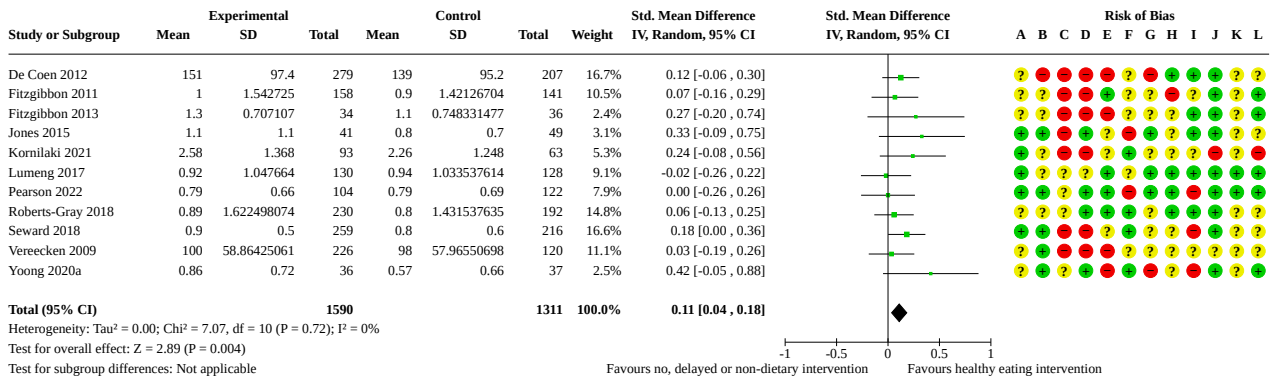 Experimental Control Std. Mean Difference Std. Mean Difference Risk of Bias
Study or Subgroup Mean SD Total Mean SD Total Weight IV, Random, 95% CI IV, Random, 95% CI A B C D E F G H I J K L
De Coen 2012 151 97.4 279 139 95.2 207 16.7% 0.12 [-0.06 , 0.30] ? − − − − ? − + + + ? ?
Fitzgibbon 2011 1 1.542725 158 0.9 1.42126704 141 10.5% 0.07 [-0.16 , 0.29] ? ? − − + ? ? − ? + ? +
Fitzgibbon 2013 1.3 0.707107 34 1.1 0.748331477 36 2.4% 0.27 [-0.20 , 0.74] ? ? − − − ? ? ? ? + ? ?
Jones 2015 1.1 1.1 41 0.8 0.7 49 3.1% 0.33 [-0.09 , 0.75] + + − + ? − ? + + + ? ?
Kornilaki 2021 2.58 1.368 93 2.26 1.248 63 5.3% 0.24 [-0.08 , 0.56] + ? − − ? + ? ? ? − ? −
Lumeng 2017 0.92 1.047664 130 0.94 1.033537614 128 9.1% -0.02 [-0.26 , 0.22] + ? ? ? ? + ? + + + + +
Pearson 2022 0.79 0.66 104 0.79 0.69 122 7.9% 0.00 [-0.26 , 0.26] + + ? + + − + + − + + +
Roberts-Gray 2018 0.89 1.622498074 230 0.8 1.431537635 192 14.8% 0.06 [-0.13 , 0.25] ? ? ? + + + ? + + + ? +
Seward 2018 0.9 0.5 259 0.8 0.6 216 16.6% 0.18 [0.00 , 0.36] + + − − ? + ? + − + ? +
Vereecken 2009 100 58.86425061 226 98 57.96550698 120 11.1% 0.03 [-0.19 , 0.26] ? + − − − ? ? ? ? ? ? ?
Yoong 2020a 0.86 0.72 36 0.57 0.66 37 2.5% 0.42 [-0.05 , 0.88] ? + ? + − + − ? − + ? +
Total (95% CI) 1590 1311 100.0% 0.11 [0.04 , 0.18]
Heterogeneity: Tau² = 0.00; Chi² = 7.07, df = 10 (P = 0.72); I² = 0%
Test for overall effect: Z = 2.89 (P = 0.004)
-1 -0.5 0 0.5 1
Test for subgroup differences: Not applicable Favours no, delayed or non-dietary intervention Favours healthy eating intervention